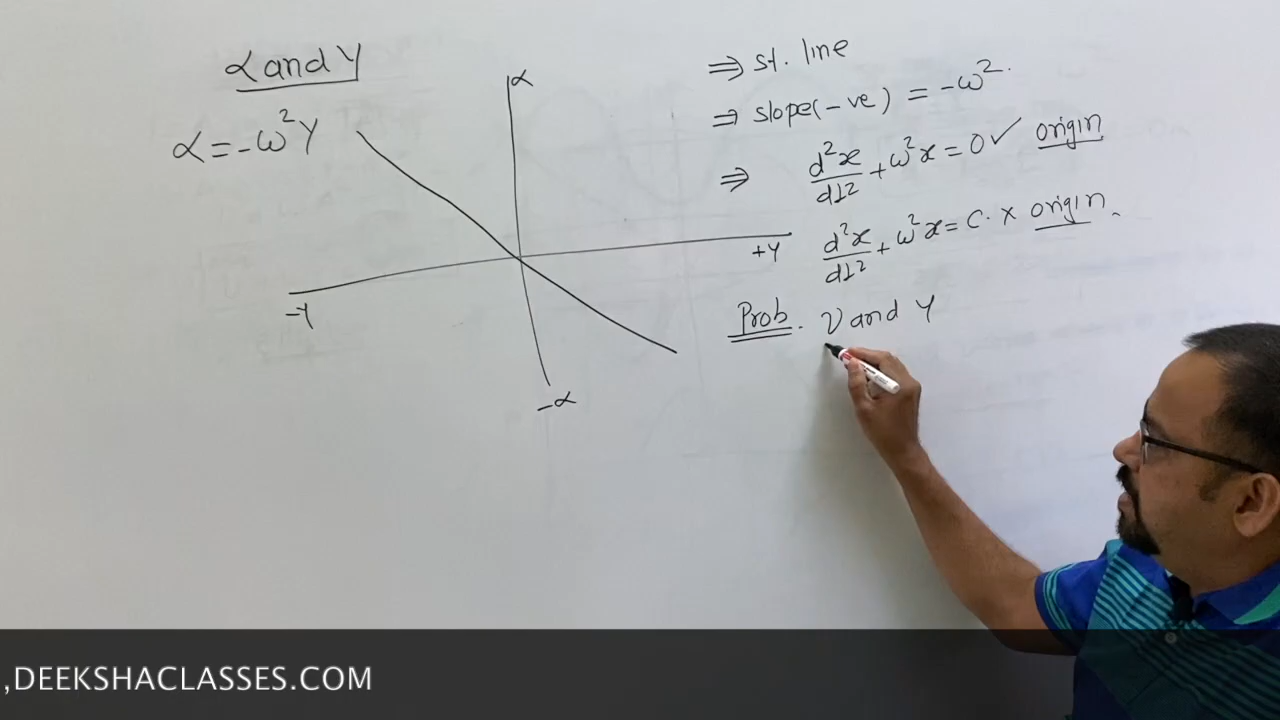 α and Y
α = -ω²Y
α
-Y
+Y
-α
⇒ st. line
⇒ slope(-ve) = -ω².
⇒ d²x/dt² + ω²x = 0 ✓ origin
d²x/dt² + ω²x = C. × origin.
Prob. V and Y
,DEEKSHACLASSES.COM